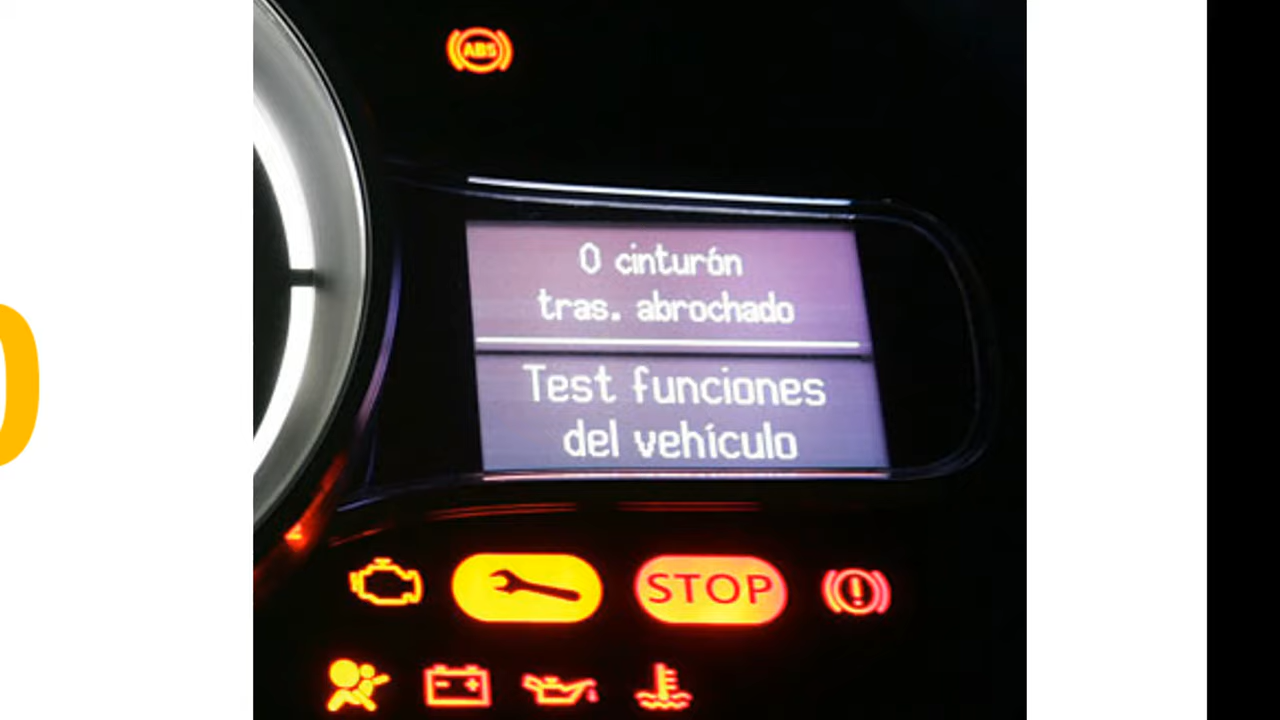 ABS
0 cinturón
tras. abrochado
Test funciones
del vehículo
STOP